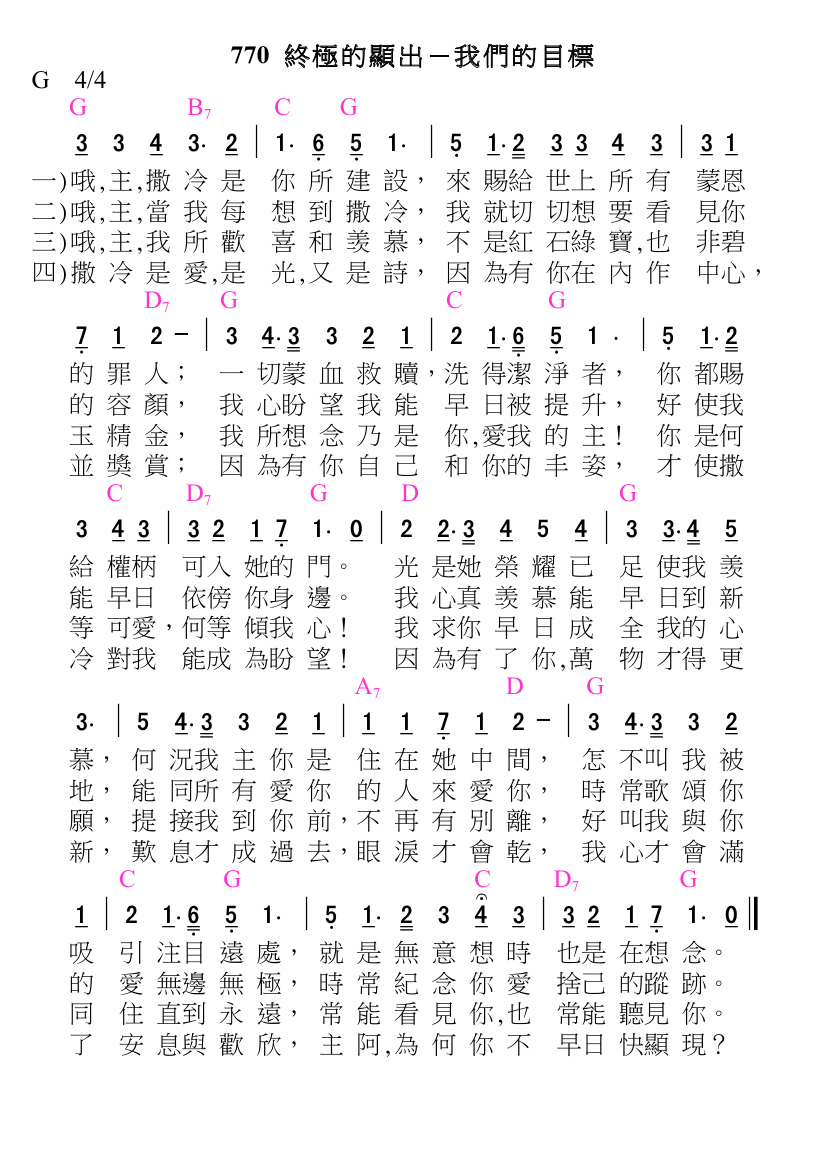 770 終極的顯出－我們的目標
G 4/4
G B7 C G
3 3 4 3· 2 | 1· 6 5 1· | 5 1·2 3 3 4 3 | 3 1
一)哦,主,撒 冷 是 你 所 建 設， 來 賜給 世上 所 有 蒙恩
二)哦,主,當 我 每 想 到 撒 冷， 我 就切 切想 要 看 見你
三)哦,主,我 所 歡 喜 和 羨 慕， 不 是紅 石綠 寶,也 非碧
四)撒 冷 是 愛,是 光,又 是 詩， 因 為有 你在 內 作 中心，
D7 G C G
7 1 2 － | 3 4·3 3 2 1 | 2 1·6 5 1 · | 5 1·2
的 罪 人； 一 切蒙 血 救 贖，洗 得潔 淨 者， 你 都賜
的 容 顏， 我 心盼 望 我 能 早 日被 提 升， 好 使我
玉 精 金， 我 所想 念 乃 是 你,愛我 的 主！ 你 是何
並 獎 賞； 因 為有 你 自 己 和 你的 丰 姿， 才 使撒
C D7 G D G
3 4 3 | 3 2 1 7 1· 0 | 2 2·3 4 5 4 | 3 3·4 5
給 權柄 可入 她的 門。 光 是她 榮 耀 已 足 使我 羨
能 早日 依傍 你身 邊。 我 心真 羨 慕 能 早 日到 新
等 可愛，何等 傾我 心！ 我 求你 早 日 成 全 我的 心
冷 對我 能成 為盼 望！ 因 為有 了 你,萬 物 才得 更
A7 D G
3· | 5 4·3 3 2 1 | 1 1 7 1 2 － | 3 4·3 3 2
慕， 何 況我 主 你 是 住 在 她 中 間， 怎 不叫 我 被
地， 能 同所 有 愛 你 的 人 來 愛 你， 時 常歌 頌 你
願， 提 接我 到 你 前，不 再 有 別 離， 好 叫我 與 你
新， 歎 息才 成 過 去，眼 淚 才 會 乾， 我 心才 會 滿
C G C D7 G
1 | 2 1·6 5 1· | 5 1· 2 3 4 3 | 3 2 1 7 1· 0
吸 引 注目 遠 處， 就 是 無 意 想 時 也是 在想 念。
的 愛 無邊 無 極， 時 常 紀 念 你 愛 捨己 的蹤 跡。
同 住 直到 永 遠， 常 能 看 見 你,也 常能 聽見 你。
了 安 息與 歡 欣， 主 阿,為 何 你 不 早日 快顯 現？